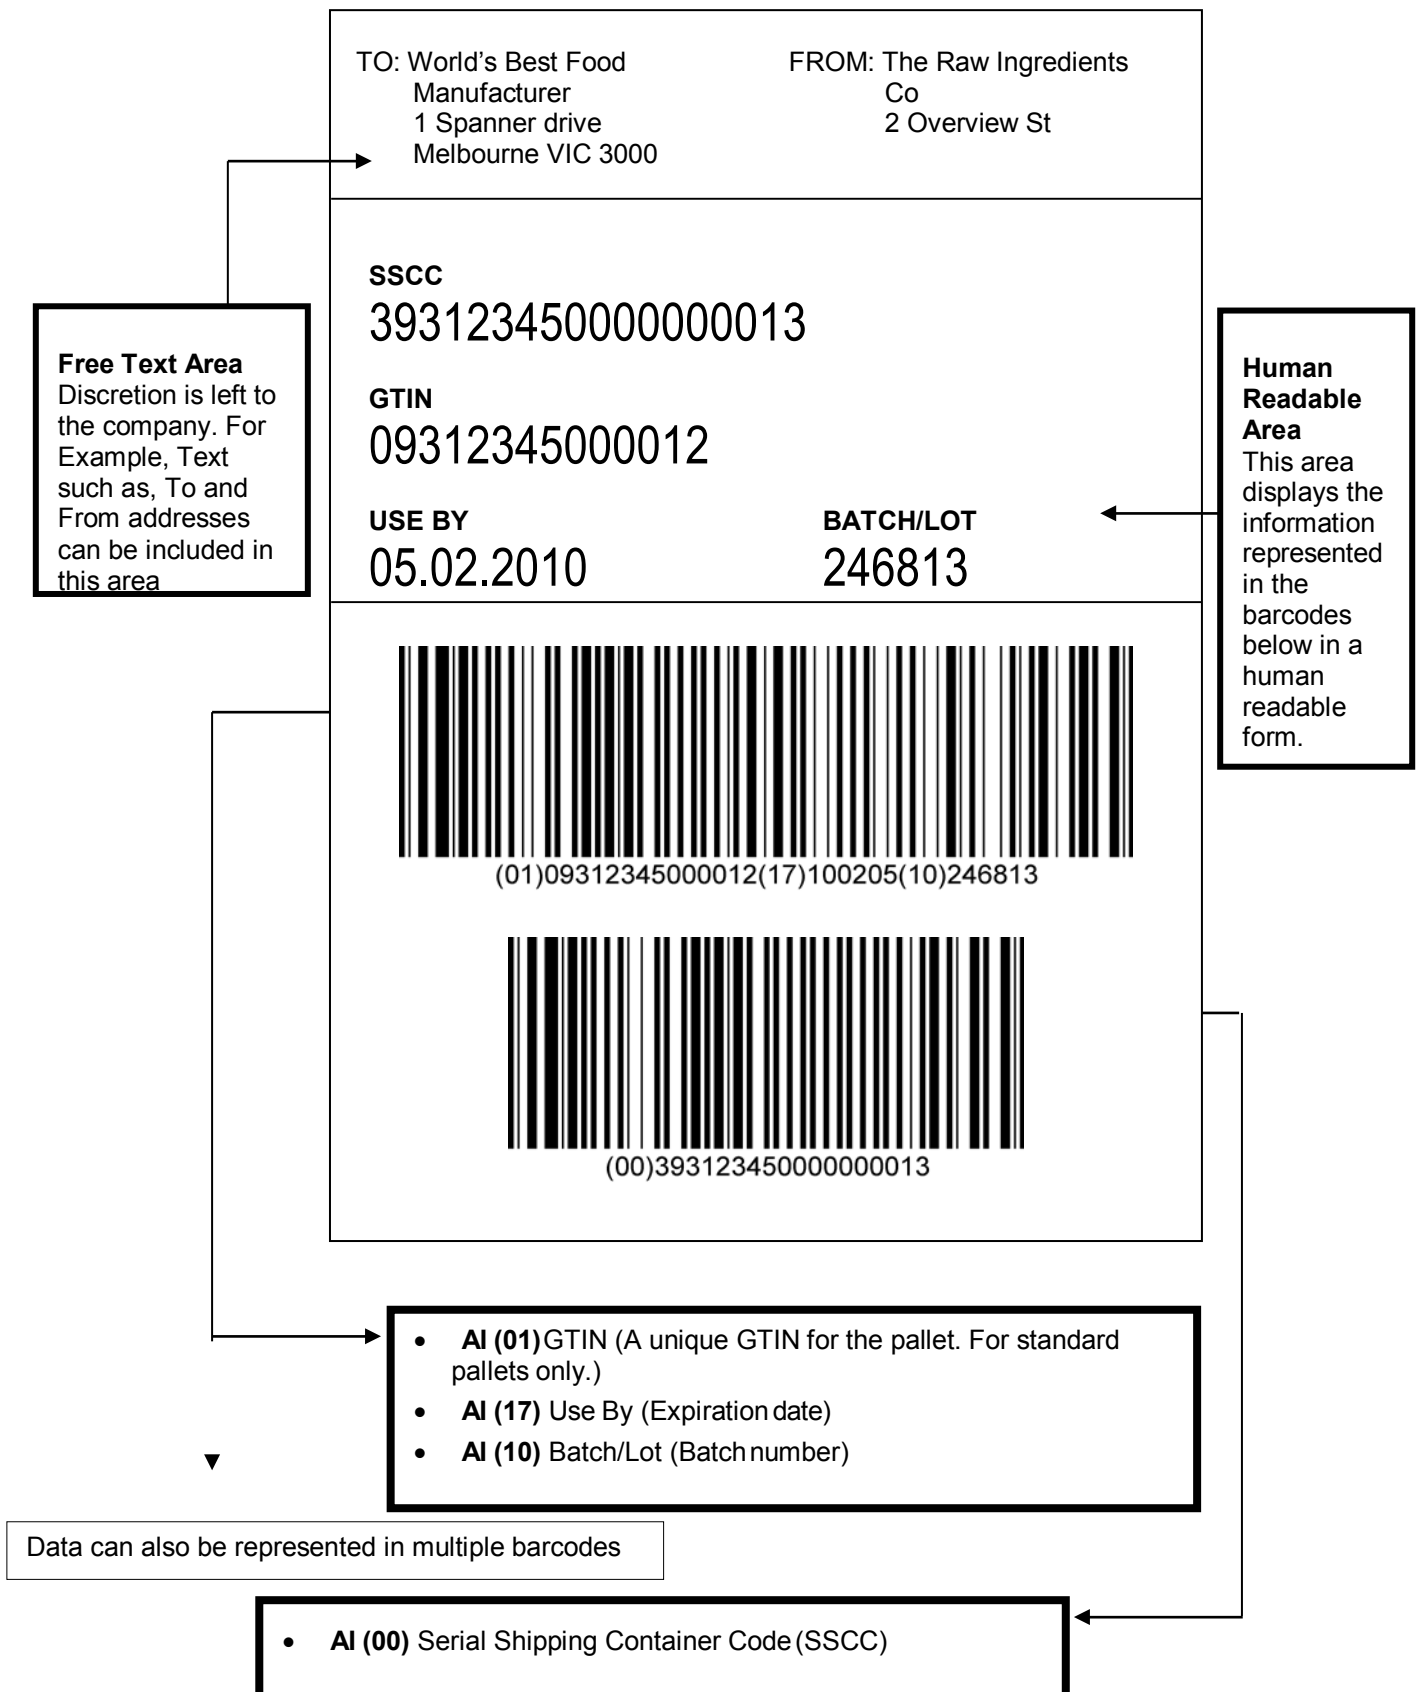 TO: World's Best Food
Manufacturer
1 Spanner drive
Melbourne VIC 3000
FROM: The Raw Ingredients
Co
2 Overview St
Free Text Area
Discretion is left to
the company. For
Example, Text
such as, To and
From addresses
can be included in
this area
SSCC
393123450000000013
GTIN
09312345000012
USE BY
05.02.2010
BATCH/LOT
246813
Human
Readable
Area
This area
displays the
information
represented
in the
barcodes
below in a
human
readable
form.
(01)09312345000012(17)100205(10)246813
(00)393123450000000013
• AI (01) GTIN (A unique GTIN for the pallet. For standard
pallets only.)
• AI (17) Use By (Expiration date)
• AI (10) Batch/Lot (Batch number)
Data can also be represented in multiple barcodes
• AI (00) Serial Shipping Container Code (SSCC)